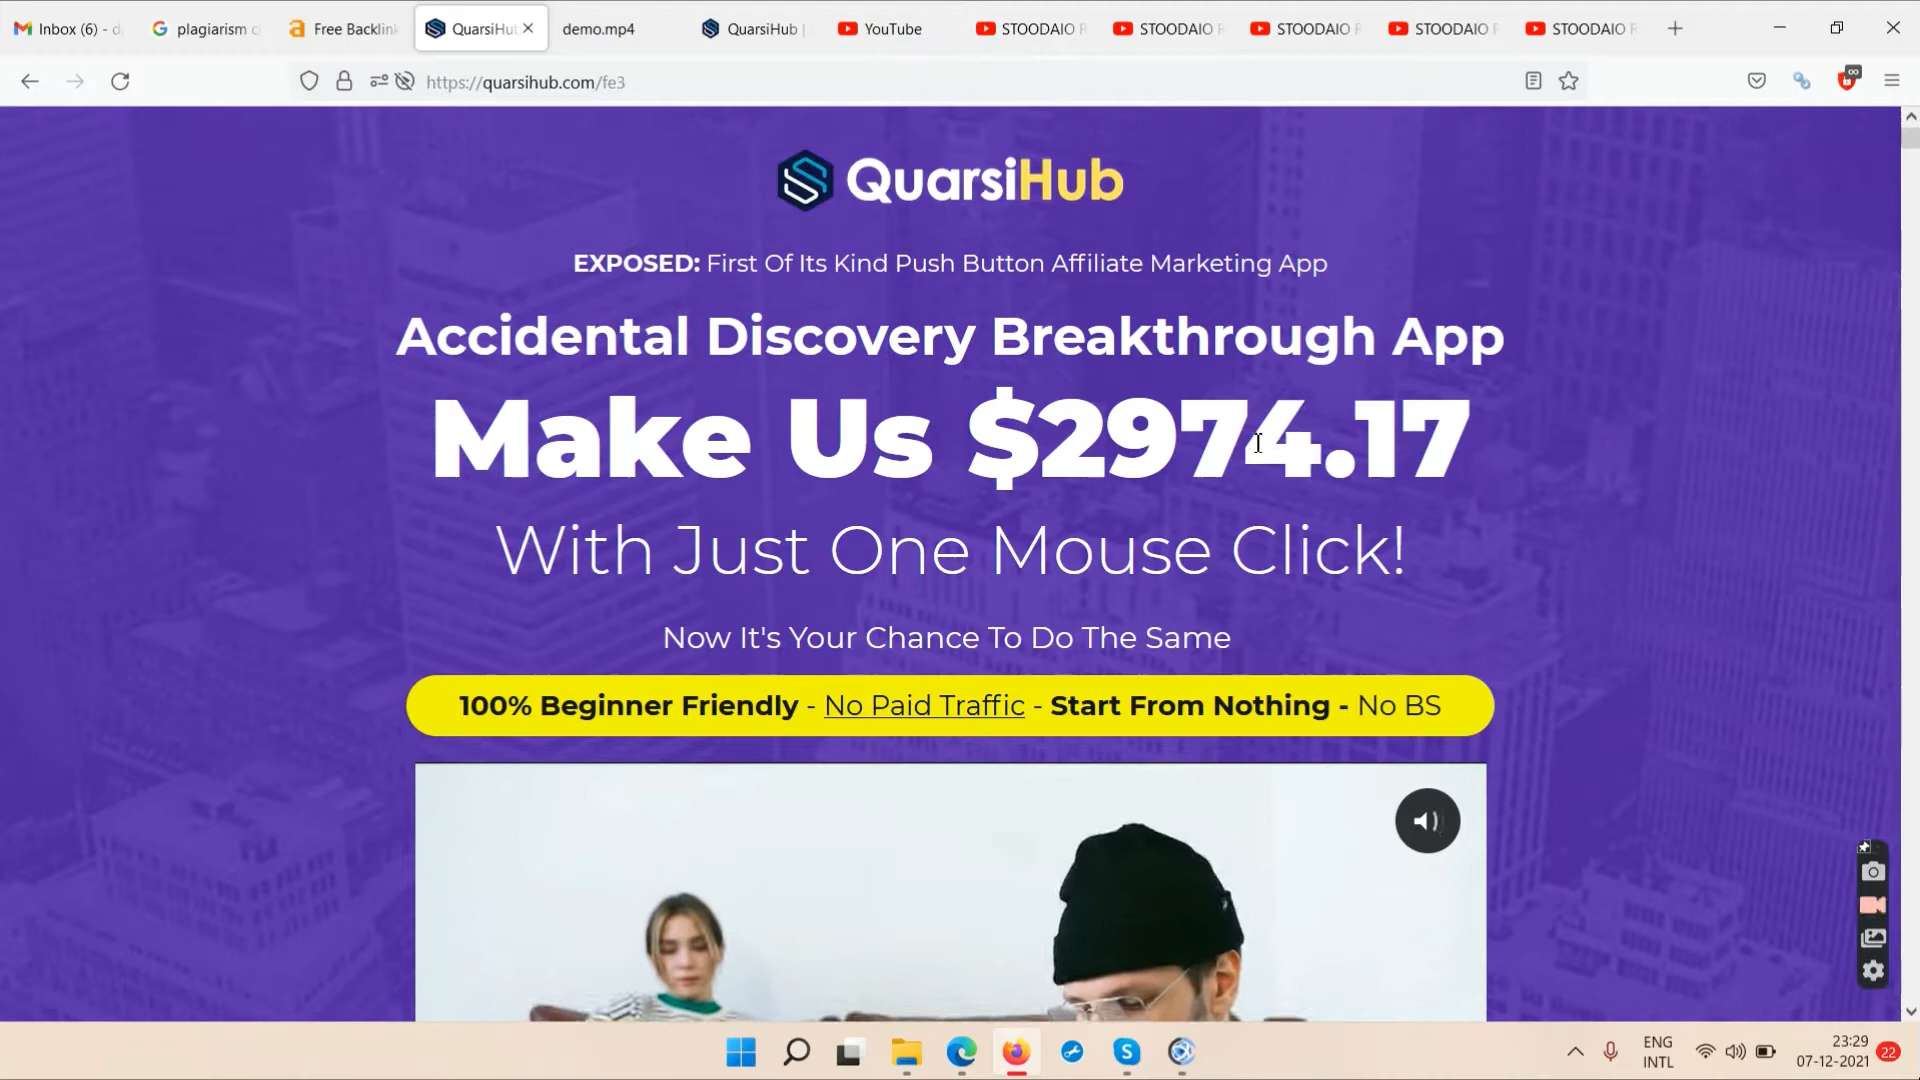 Inbox (6) - d
plagiarism c
Free Backlink
QuarsiHu
demo.mp4
QuarsiHub |
YouTube
STOODAIO R
STOODAIO R
STOODAIO R
STOODAIO R
STOODAIO R
https://quarsihub.com/fe3
QuarsiHub
EXPOSED: First Of Its Kind Push Button Affiliate Marketing App
Accidental Discovery Breakthrough App
Make Us $2974.17
With Just One Mouse Click!
Now It's Your Chance To Do The Same
100% Beginner Friendly - No Paid Traffic - Start From Nothing - No BS
ENG
INTL
23:29
07-12-2021
22